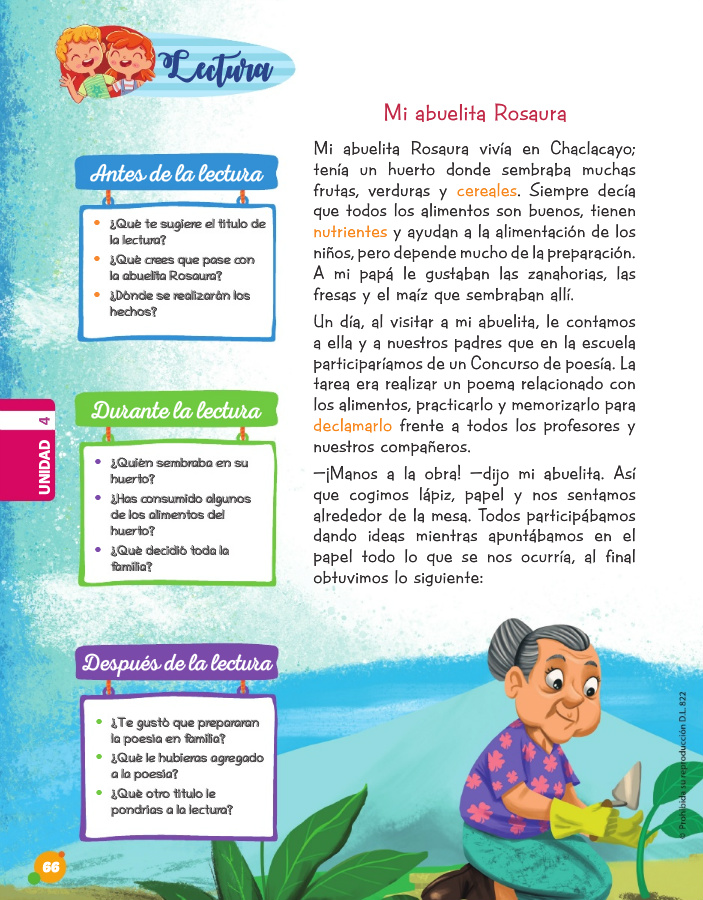 Lectura
Mi abuelita Rosaura
Mi abuelita Rosaura vivía en Chaclacayo;
tenía un huerto donde sembraba muchas
frutas, verduras y cereales. Siempre decía
que todos los alimentos son buenos, tienen
nutrientes y ayudan a la alimentación de los
niños, pero depende mucho de la preparación.
A mi papá le gustaban las zanahorias, las
fresas y el maíz que sembraban allí.
Un día, al visitar a mi abuelita, le contamos
a ella y a nuestros padres que en la escuela
participaríamos de un Concurso de poesía. La
tarea era realizar un poema relacionado con
los alimentos, practicarlo y memorizarlo para
declamarlo frente a todos los profesores y
nuestros compañeros.
—¡Manos a la obra! —dijo mi abuelita. Así
que cogimos lápiz, papel y nos sentamos
alrededor de la mesa. Todos participábamos
dando ideas mientras apuntábamos en el
papel todo lo que se nos ocurría, al final
obtuvimos lo siguiente:
Antes de la lectura
• ¿Qué te sugiere el título de
la lectura?
• ¿Qué crees que pase con
la abuelita Rosaura?
• ¿Dónde se realizarán los
hechos?
Durante la lectura
• ¿Quién sembraba en su
huerto?
• ¿Has consumido algunos
de los alimentos del
huerto?
• ¿Qué decidió toda la
familia?
Después de la lectura
• ¿Te gustó que prepararan
la poesía en familia?
• ¿Qué le hubieras agregado
a la poesía?
• ¿Qué otro título le
pondrías a la lectura?
UNIDAD 4
66
© Prohibida su reproducción D.L. 822